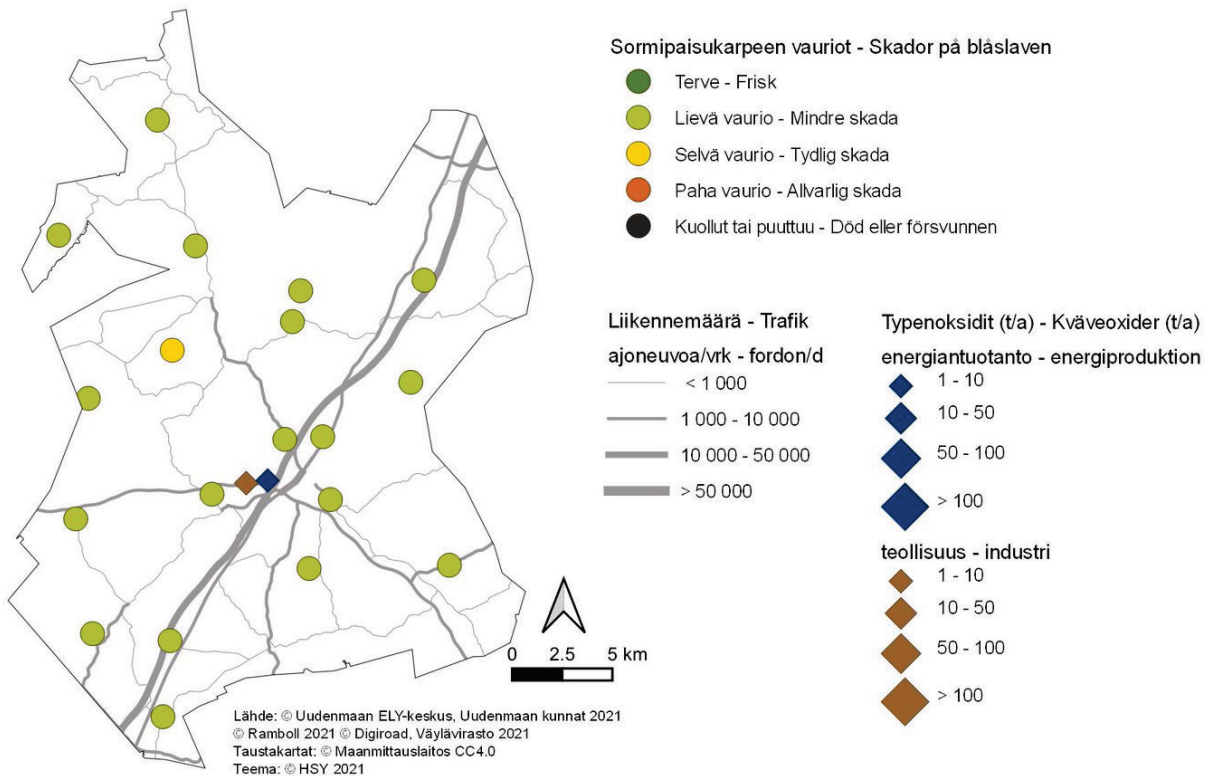 Sormipaisukarpeen vauriot - Skador på blåslaven
Terve - Frisk
Lievä vaurio - Mindre skada
Selvä vaurio - Tydlig skada
Paha vaurio - Allvarlig skada
Kuollut tai puuttuu - Död eller försvunnen
Liikennemäärä - Trafik
ajoneuvoa/vrk - fordon/d
< 1 000
1 000 - 10 000
10 000 - 50 000
> 50 000
Typenoksidit (t/a) - Kväveoxider (t/a)
energiantuotanto - energiproduktion
1 - 10
10 - 50
50 - 100
> 100
teollisuus - industri
1 - 10
10 - 50
50 - 100
> 100
0 2.5 5 km
Lähde: © Uudenmaan ELY-keskus, Uudenmaan kunnat 2021
© Ramboll 2021 © Digiroad, Väylävirasto 2021
Taustakartat: © Maanmittauslaitos CC4.0
Teema: © HSY 2021